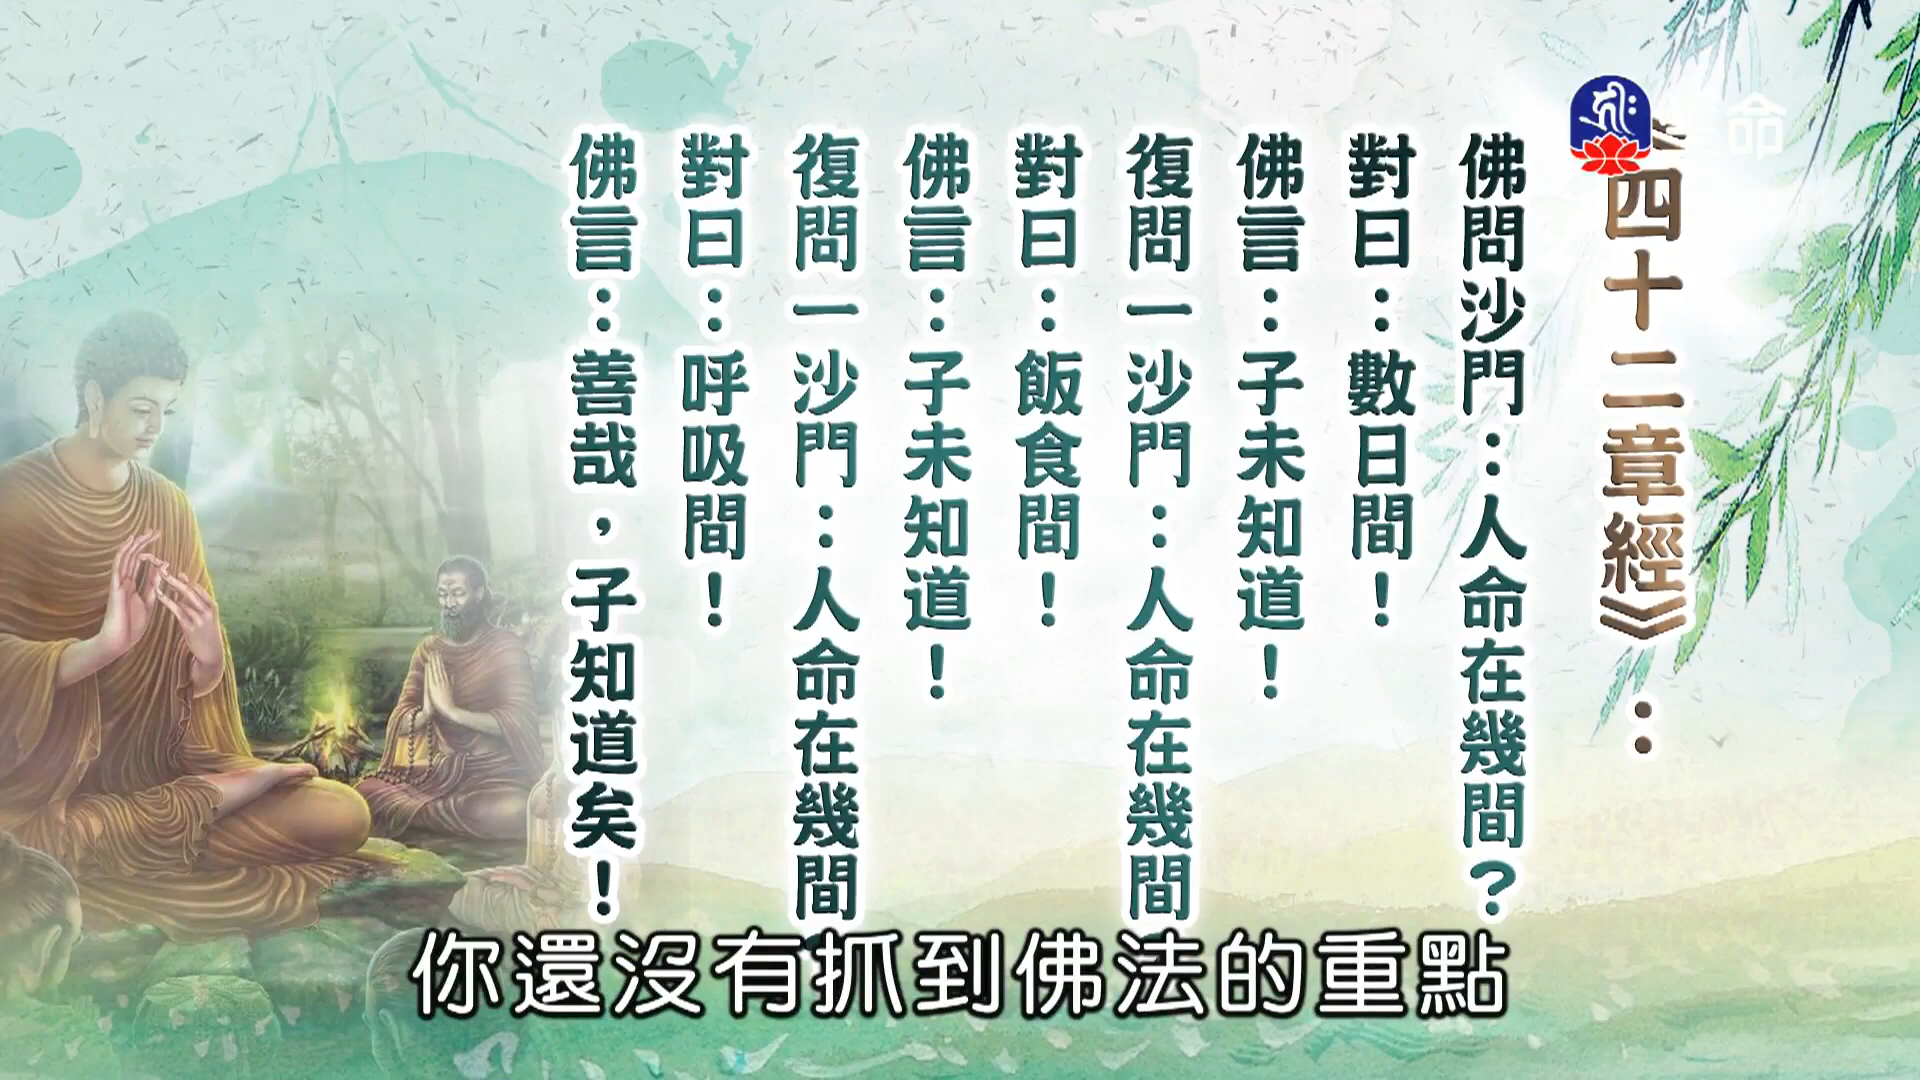 《四十二章經》：
佛問沙門：人命在幾間？
對曰：數日間！
佛言：子未知道！
復問一沙門：人命在幾間
對曰：飯食間！
佛言：子未知道！
復問一沙門：人命在幾間
對曰：呼吸間！
佛言：善哉，子知道矣！
你還沒有抓到佛法的重點
生命